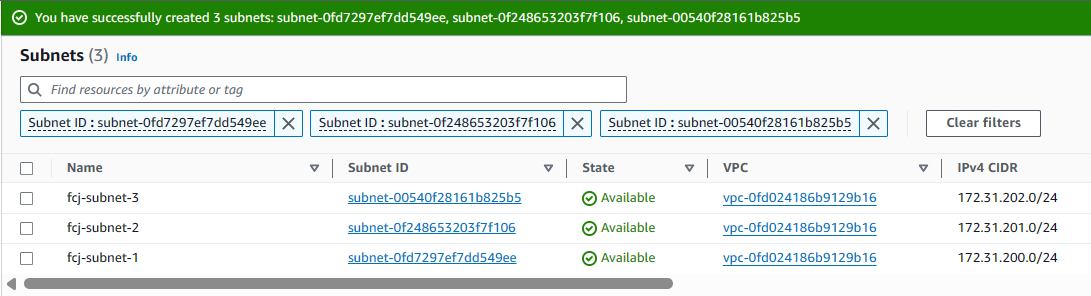 You have successfully created 3 subnets: subnet-0fd7297ef7dd549ee, subnet-0f248653203f7f106, subnet-00540f28161b825b5
Subnets (3) Info
Find resources by attribute or tag
Subnet ID : subnet-0fd7297ef7dd549ee Subnet ID : subnet-0f248653203f7f106 Subnet ID : subnet-00540f28161b825b5 Clear filters
Name Subnet ID State VPC IPv4 CIDR
fcj-subnet-3 subnet-00540f28161b825b5 Available vpc-0fd024186b9129b16 172.31.202.0/24
fcj-subnet-2 subnet-0f248653203f7f106 Available vpc-0fd024186b9129b16 172.31.201.0/24
fcj-subnet-1 subnet-0fd7297ef7dd549ee Available vpc-0fd024186b9129b16 172.31.200.0/24